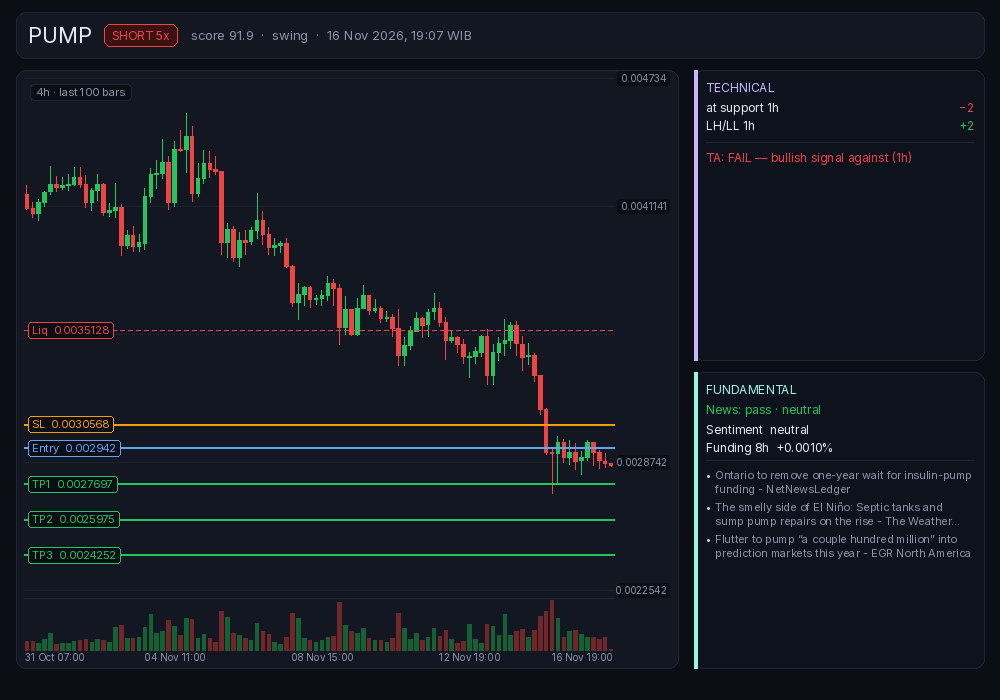 PUMP SHORT 5x score 91.9 · swing · 16 Nov 2026, 19:07 WIB
4h · last 100 bars
0.004734
0.0041141
Liq 0.0035128
SL 0.0030568
Entry 0.002942
0.0028742
TP1 0.0027697
TP2 0.0025975
TP3 0.0024252
0.0022542
31 Oct 07:00 04 Nov 11:00 08 Nov 15:00 12 Nov 19:00 16 Nov 19:00
TECHNICAL
at support 1h −2
LH/LL 1h +2
TA: FAIL — bullish signal against (1h)
FUNDAMENTAL
News: pass · neutral
Sentiment neutral
Funding 8h +0.0010%
• Ontario to remove one-year wait for insulin-pump
funding - NetNewsLedger
• The smelly side of El Niño: Septic tanks and
sump pump repairs on the rise - The Weather…
• Flutter to pump “a couple hundred million” into
prediction markets this year - EGR North America